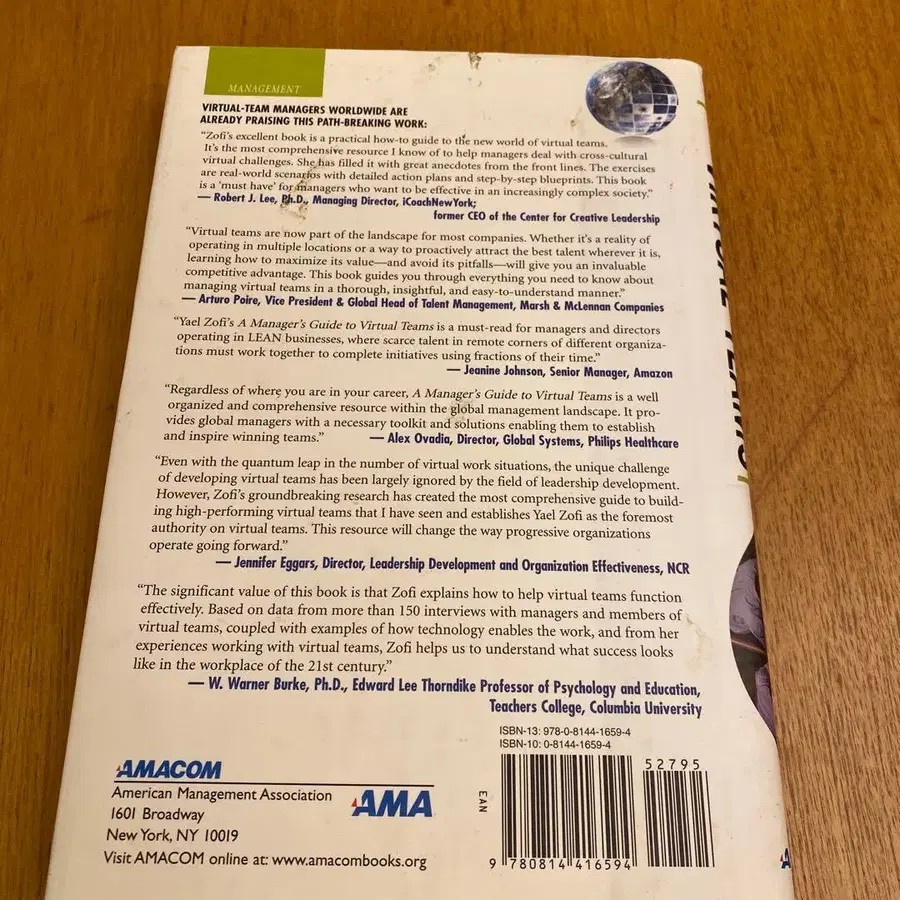 MANAGEMENT
VIRTUAL-TEAM MANAGERS WORLDWIDE ARE
ALREADY PRAISING THIS PATH-BREAKING WORK:
“Zofi’s excellent book is a practical how-to guide to the new world of virtual teams.
It’s the most comprehensive resource I know of to help managers deal with cross-cultural
virtual challenges. She has filled it with great anecdotes from the front lines. The exercises
are real-world scenarios with detailed action plans and step-by-step blueprints. This book
is a ‘must have’ for managers who want to be effective in an increasingly complex society.”
— Robert J. Lee, Ph.D., Managing Director, iCoachNewYork;
former CEO of the Center for Creative Leadership
“Virtual teams are now part of the landscape for most companies. Whether it’s a reality of
operating in multiple locations or a way to proactively attract the best talent wherever it is,
learning how to maximize its value—and avoid its pitfalls—will give you an invaluable
competitive advantage. This book guides you through everything you need to know about
managing virtual teams in a thorough, insightful, and easy-to-understand manner.”
— Arturo Poire, Vice President & Global Head of Talent Management, Marsh & McLennan Companies
“Yael Zofi’s A Manager’s Guide to Virtual Teams is a must-read for managers and directors
operating in LEAN businesses, where scarce talent in remote corners of different organiza-
tions must work together to complete initiatives using fractions of their time.”
— Jeanine Johnson, Senior Manager, Amazon
“Regardless of where you are in your career, A Manager’s Guide to Virtual Teams is a well
organized and comprehensive resource within the global management landscape. It pro-
vides global managers with a necessary toolkit and solutions enabling them to establish
and inspire winning teams.” — Alex Ovadia, Director, Global Systems, Philips Healthcare
“Even with the quantum leap in the number of virtual work situations, the unique challenge
of developing virtual teams has been largely ignored by the field of leadership development.
However, Zofi’s groundbreaking research has created the most comprehensive guide to build-
ing high-performing virtual teams that I have seen and establishes Yael Zofi as the foremost
authority on virtual teams. This resource will change the way progressive organizations
operate going forward.”
— Jennifer Eggars, Director, Leadership Development and Organization Effectiveness, NCR
“The significant value of this book is that Zofi explains how to help virtual teams function
effectively. Based on data from more than 150 interviews with managers and members of
virtual teams, coupled with examples of how technology enables the work, and from her
experiences working with virtual teams, Zofi helps us to understand what success looks
like in the workplace of the 21st century.”
— W. Warner Burke, Ph.D., Edward Lee Thorndike Professor of Psychology and Education,
Teachers College, Columbia University
ISBN-13: 978-0-8144-1659-4
ISBN-10: 0-8144-1659-4
52795
EAN
9 780814 416594
AMACOM
American Management Association
1601 Broadway
New York, NY 10019
Visit AMACOM online at: www.amacombooks.org
AMA